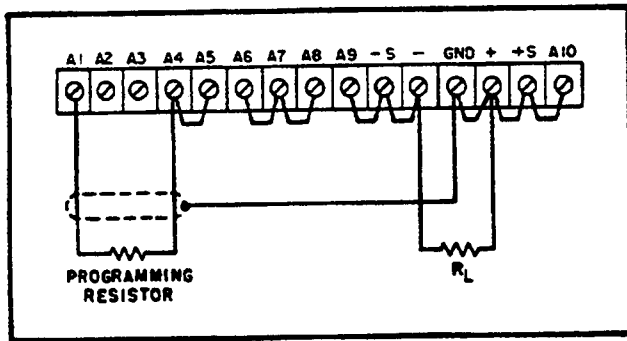 A1 A2 A3 A4 A5 A6 A7 A8 A9 -S - GND + +S A10
PROGRAMMING
RESISTOR
RL